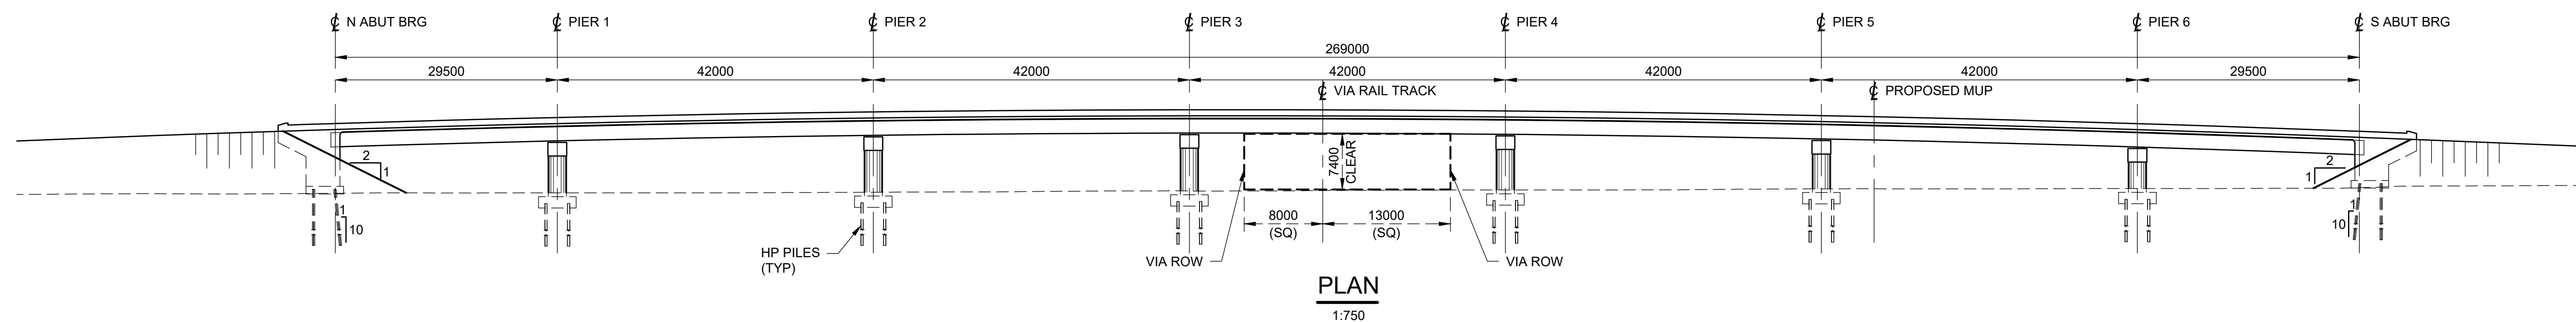 ℄ N ABUT BRG
℄ PIER 1
℄ PIER 2
℄ PIER 3
℄ PIER 4
℄ PIER 5
℄ PIER 6
℄ S ABUT BRG
269000
29500
42000
42000
42000
42000
42000
29500
℄ VIA RAIL TRACK
℄ PROPOSED MUP
2
1
2
1
7400
CLEAR
1
10
8000
(SQ)
13000
(SQ)
1
10
HP PILES
(TYP)
VIA ROW
VIA ROW
PLAN
1:750